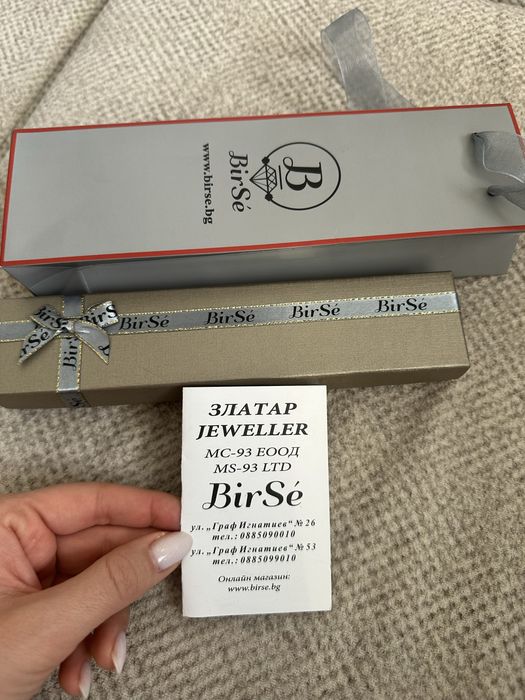 B
BirSé
www.birse.bg
BirSé BirSé BirSé BirSé
BirSé
ЗЛАТАР
JEWELLER
МС-93 ЕООД
MS-93 LTD
BirSé
ул. „Граф Игнатиев“ № 26
тел.: 0885090010
ул. „Граф Игнатиев“ № 53
тел.: 0885099010
Онлайн магазин:
www.birse.bg